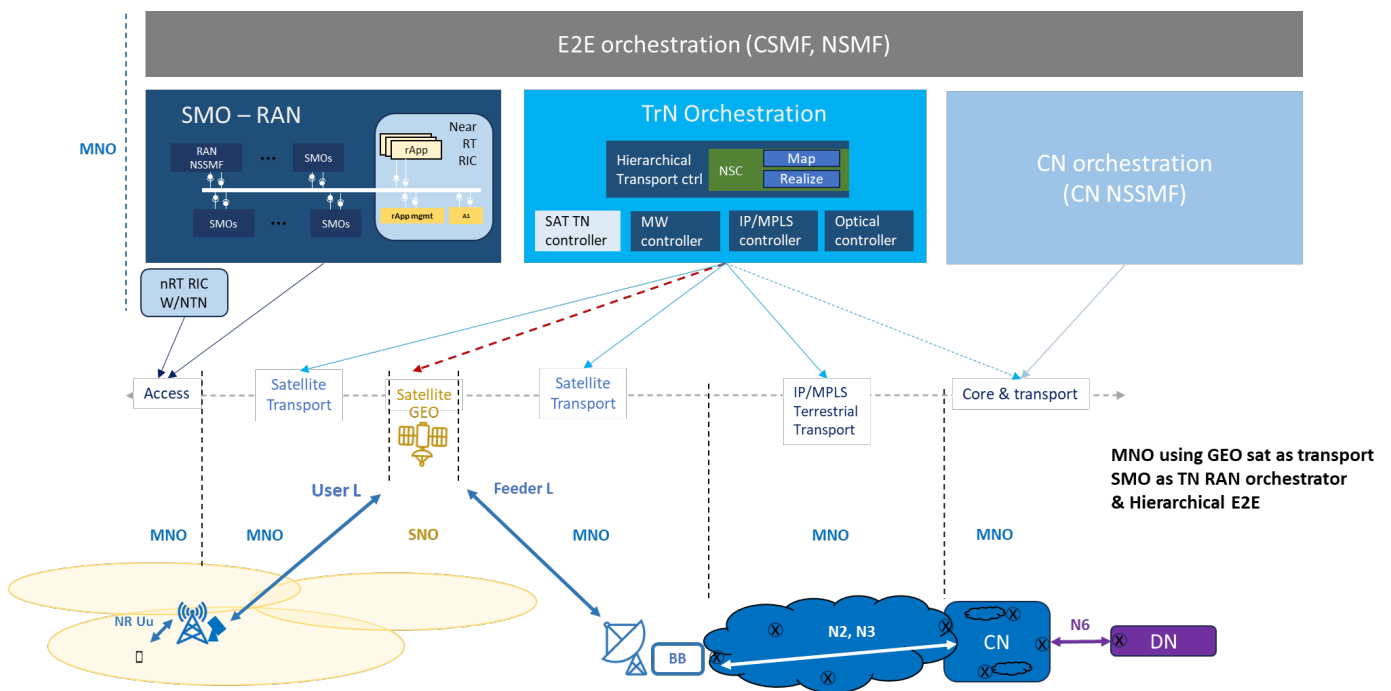 E2E orchestration (CSMF, NSMF)
MNO
SMO – RAN
RAN
NSSMF
...
SMOs
SMOs
...
SMOs
rApp
Near
RT
RIC
rApp mgmt
A1
TrN Orchestration
Hierarchical
Transport ctrl
NSC
Map
Realize
SAT TN
controller
MW
controller
IP/MPLS
controller
Optical
controller
CN orchestration
(CN NSSMF)
nRT RIC
W/NTN
Access
Satellite
Transport
Satellite
GEO
Satellite
Transport
IP/MPLS
Terrestrial
Transport
Core & transport
MNO using GEO sat as transport
SMO as TN RAN orchestrator
& Hierarchical E2E
User L
Feeder L
MNO
MNO
SNO
MNO
MNO
MNO
NR Uu
BB
N2, N3
X
X
X
X
X
X
X
X
CN
N6
X
DN